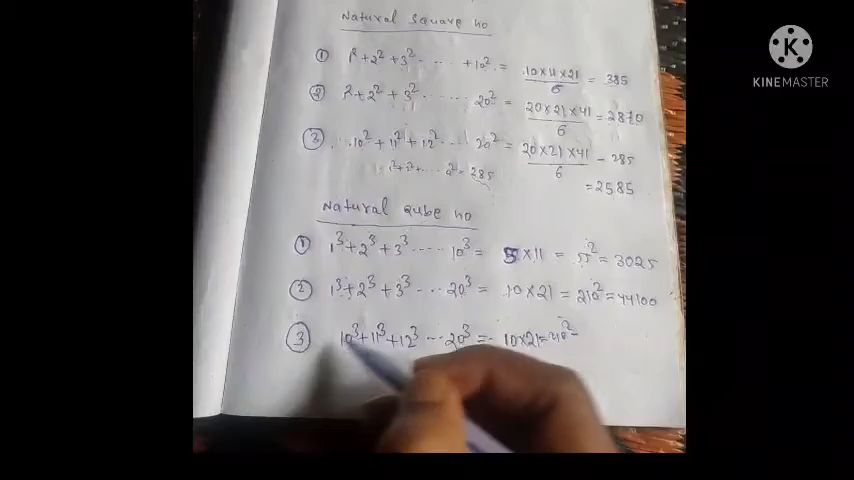 Natural Square no
① 1²+2²+3²-.....+10² = 10×11×21/6 = 385
② 1²+2²+3²....... 20² = 20×21×41/6 = 2870
③ 10²+11²+12².... 20² = 20×21×41/6 - 285
1²+2²+.... 9² = 285
= 2585
Natural qube no
① 1³+2³+3³.... 10³ = 5×11 = 55² = 3025
② 1³+2³+3³... 20³ = 10×21 = 210² = 44100
③ 10³+11³+12³... 20³ = 10×21=210² -
K
KINEMASTER